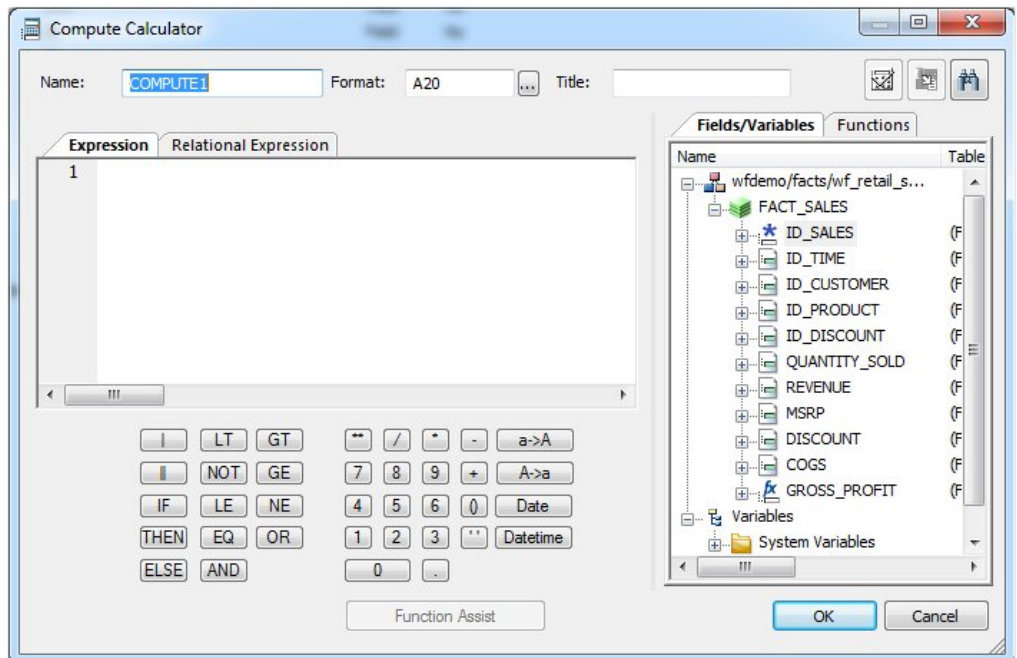 Compute Calculator
Name: COMPUTE1 Format: A20 ... Title:
Expression Relational Expression
1
Fields/Variables Functions
Name Table
wfdemo/facts/wf_retail_s...
FACT_SALES
ID_SALES (F
ID_TIME (F
ID_CUSTOMER (F
ID_PRODUCT (F
ID_DISCOUNT (F
QUANTITY_SOLD (F
REVENUE (F
MSRP (F
DISCOUNT (F
COGS (F
fx GROSS_PROFIT (F
Variables
System Variables
| LT GT ** / * - a->A
|| NOT GE 7 8 9 + A->a
IF LE NE 4 5 6 () Date
THEN EQ OR 1 2 3 ' ' Datetime
ELSE AND 0 .
Function Assist
OK Cancel